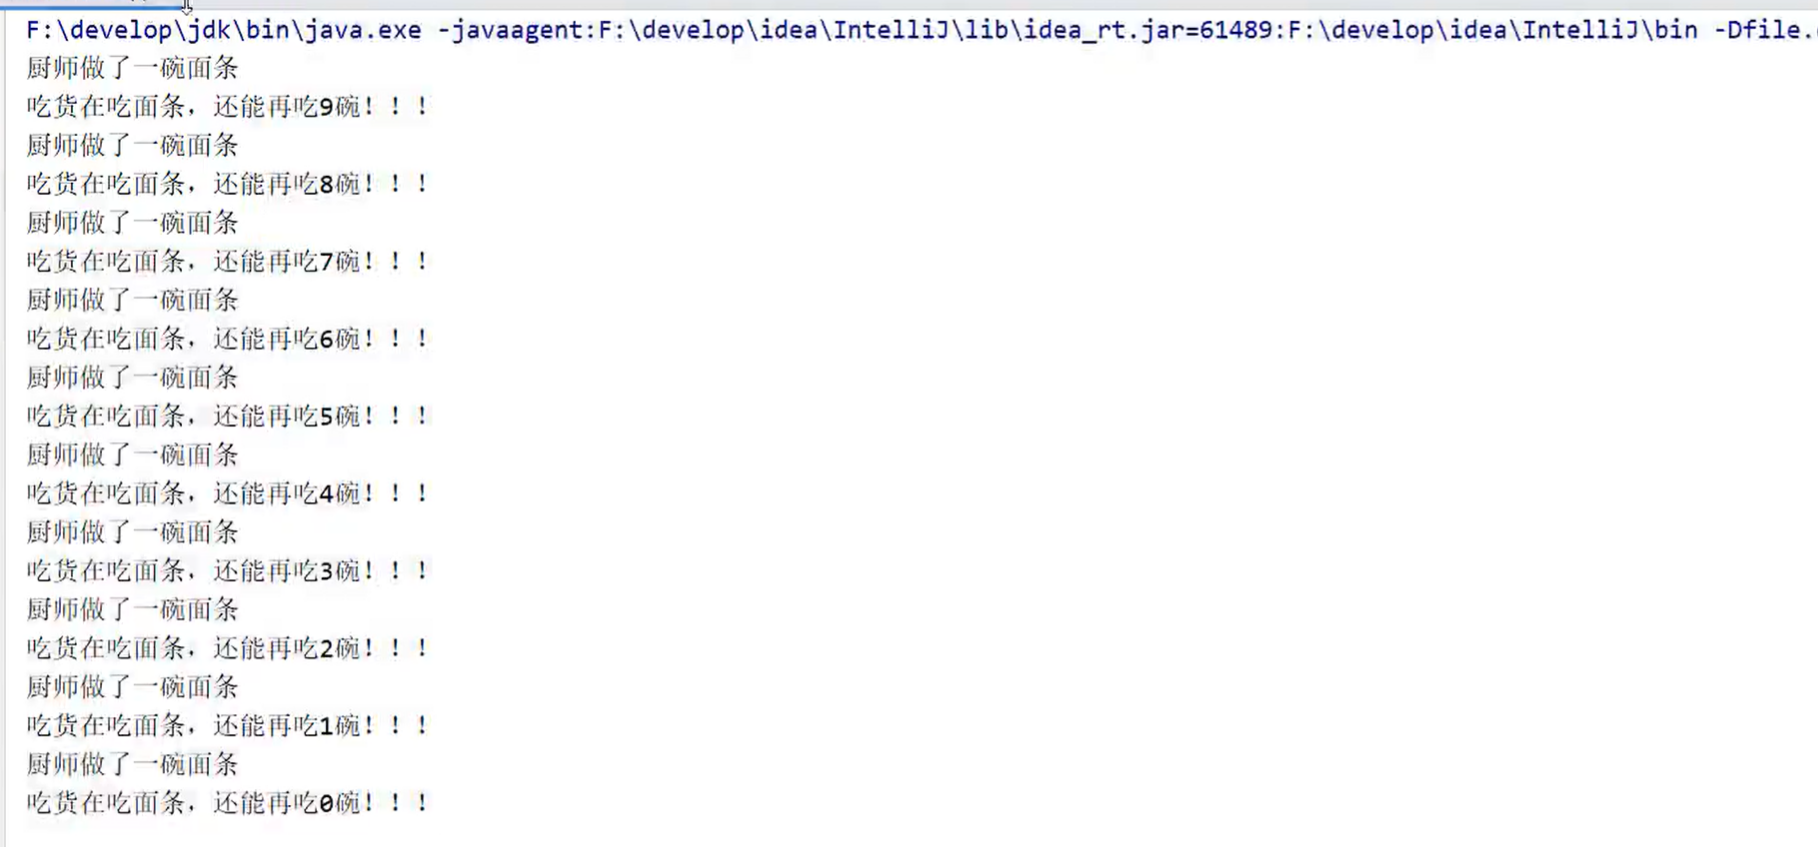 F:\develop\jdk\bin\java.exe -javaagent:F:\develop\idea\IntelliJ\lib\idea_rt.jar=61489:F:\develop\idea\IntelliJ\bin -Dfile.
厨师做了一碗面条
吃货在吃面条，还能再吃9碗！！！
厨师做了一碗面条
吃货在吃面条，还能再吃8碗！！！
厨师做了一碗面条
吃货在吃面条，还能再吃7碗！！！
厨师做了一碗面条
吃货在吃面条，还能再吃6碗！！！
厨师做了一碗面条
吃货在吃面条，还能再吃5碗！！！
厨师做了一碗面条
吃货在吃面条，还能再吃4碗！！！
厨师做了一碗面条
吃货在吃面条，还能再吃3碗！！！
厨师做了一碗面条
吃货在吃面条，还能再吃2碗！！！
厨师做了一碗面条
吃货在吃面条，还能再吃1碗！！！
厨师做了一碗面条
吃货在吃面条，还能再吃0碗！！！